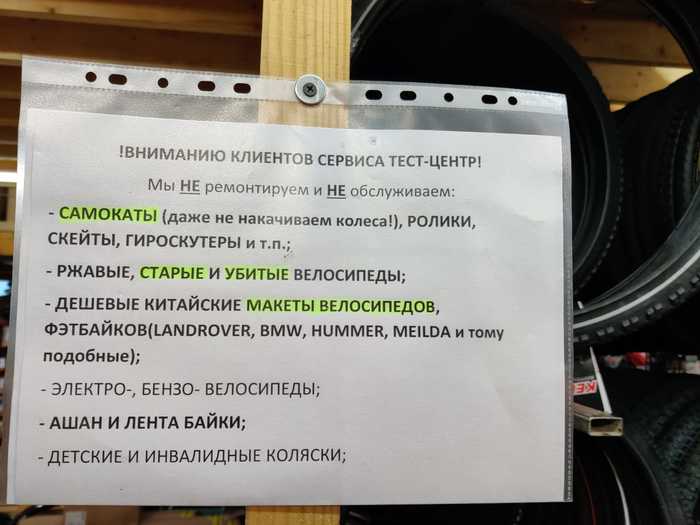 !ВНИМАНИЮ КЛИЕНТОВ СЕРВИСА ТЕСТ-ЦЕНТР!
Мы НЕ ремонтируем и НЕ обслуживаем:
- САМОКАТЫ (даже не накачиваем колеса!), РОЛИКИ,
СКЕЙТЫ, ГИРОСКУТЕРЫ и т.п.;
- РЖАВЫЕ, СТАРЫЕ И УБИТЫЕ ВЕЛОСИПЕДЫ;
- ДЕШЕВЫЕ КИТАЙСКИЕ МАКЕТЫ ВЕЛОСИПЕДОВ,
ФЭТБАЙКОВ(LANDROVER, BMW, HUMMER, MEILDA и тому
подобные);
- ЭЛЕКТРО-, БЕНЗО- ВЕЛОСИПЕДЫ;
- АШАН И ЛЕНТА БАЙКИ;
- ДЕТСКИЕ И ИНВАЛИДНЫЕ КОЛЯСКИ;